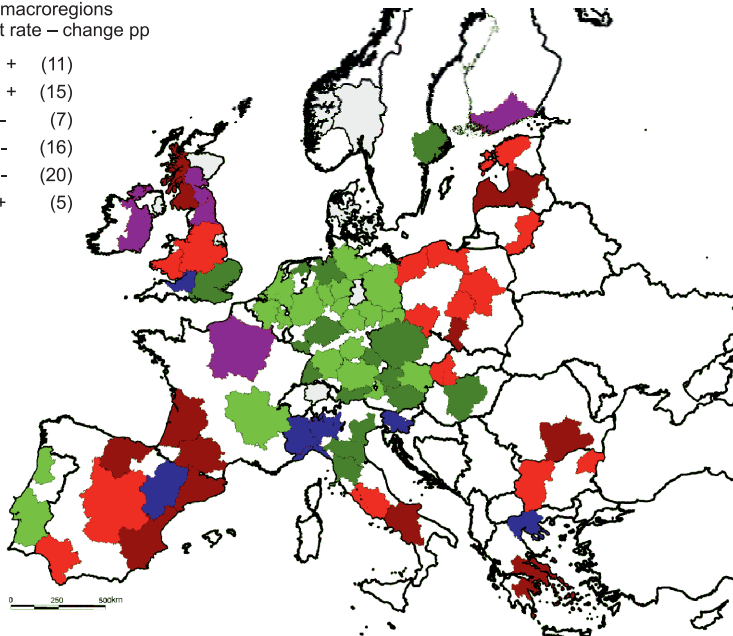 macroregions
t rate – change pp
+ (11)
+ (15)
– (7)
- (16)
- (20)
+ (5)
0 250 500km